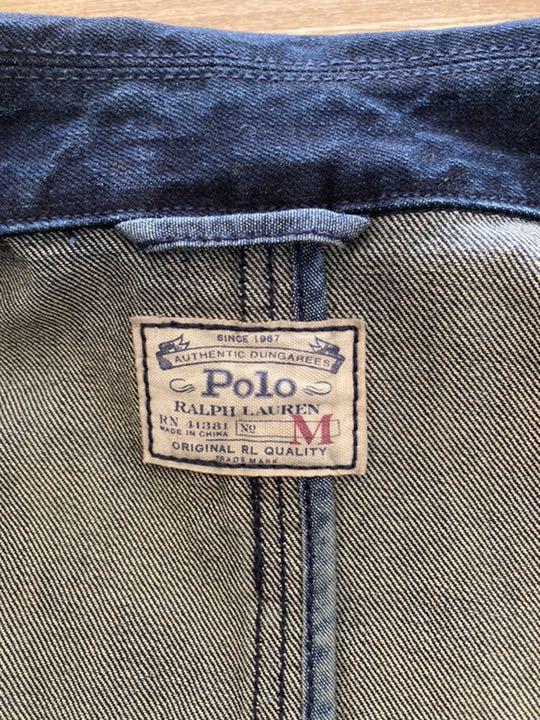 SINCE 1967
AUTHENTIC DUNGAREES
Polo
RALPH LAUREN
RN 41381 No M
MADE IN CHINA
ORIGINAL RL QUALITY
TRADE MARK